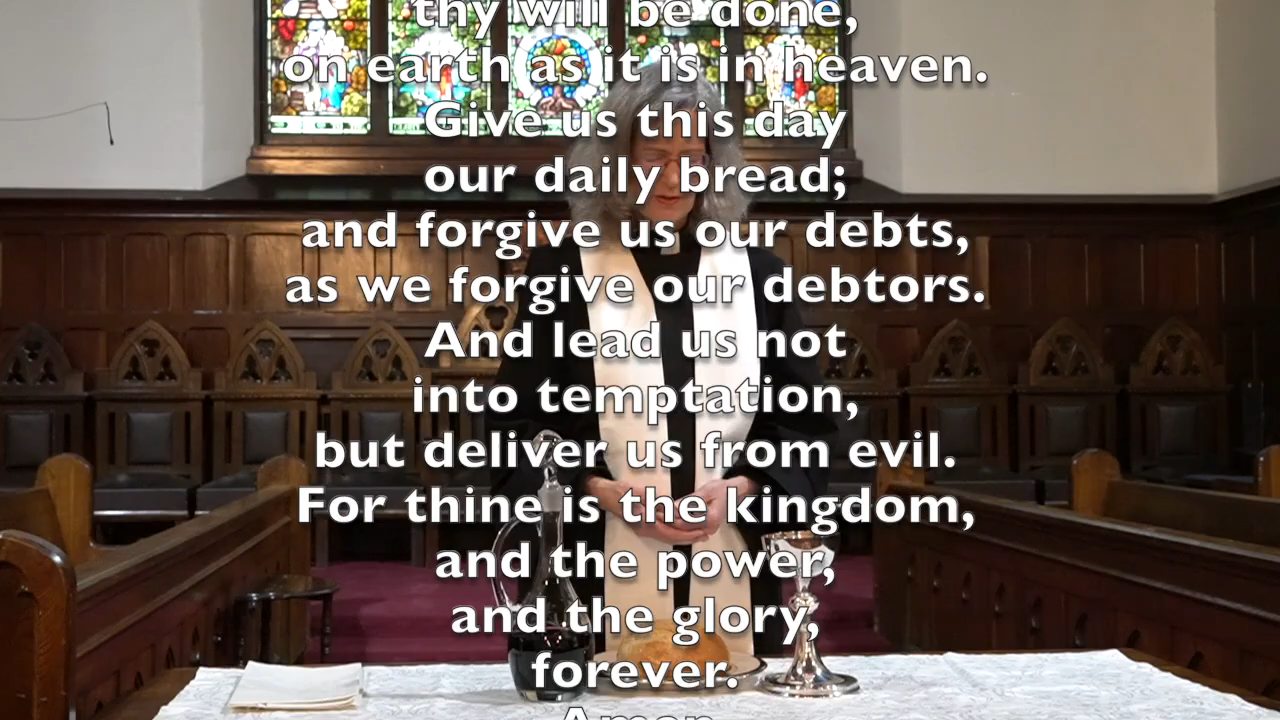 thy will be done,
on earth as it is in heaven.
Give us this day
our daily bread;
and forgive us our debts,
as we forgive our debtors.
And lead us not
into temptation,
but deliver us from evil.
For thine is the kingdom,
and the power,
and the glory,
forever.
Amen.